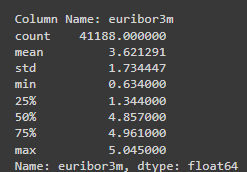 Column Name: euribor3m
count    41188.000000
mean         3.621291
std          1.734447
min          0.634000
25%          1.344000
50%          4.857000
75%          4.961000
max          5.045000
Name: euribor3m, dtype: float64